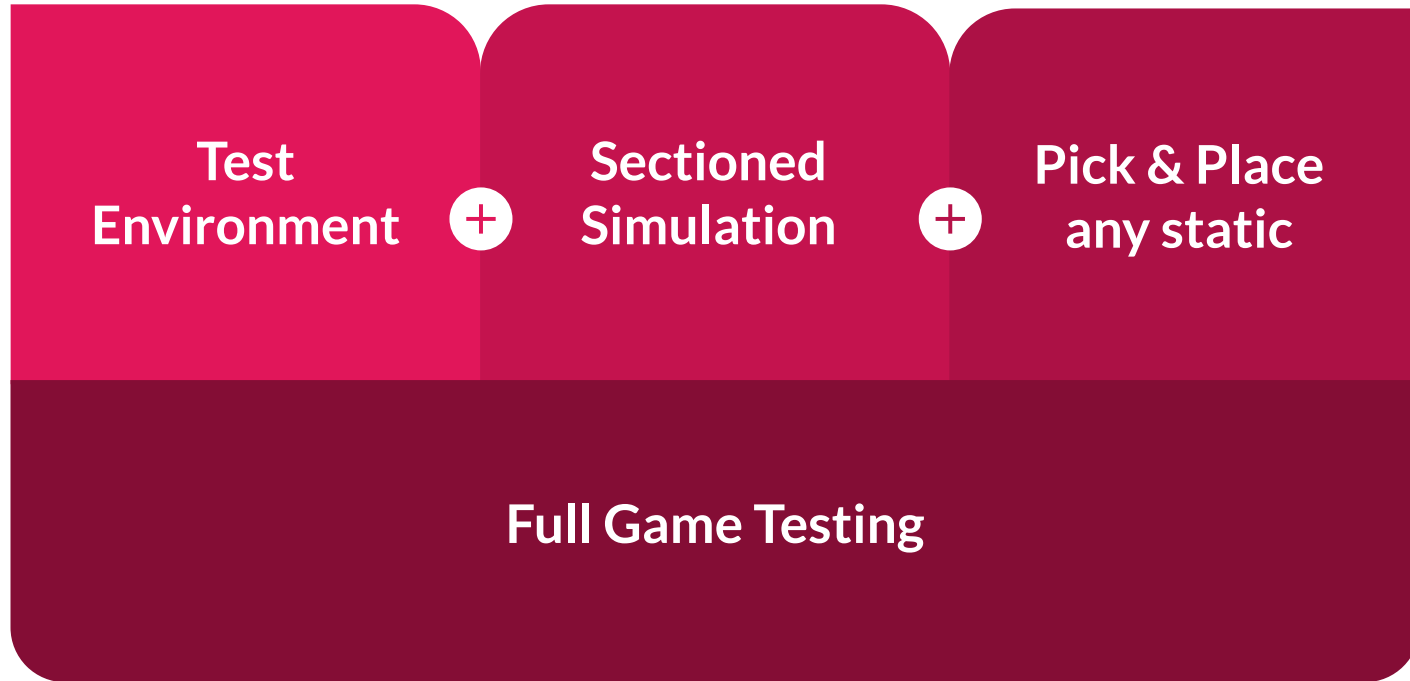 Test
Environment
+
Sectioned
Simulation
+
Pick & Place
any static
Full Game Testing